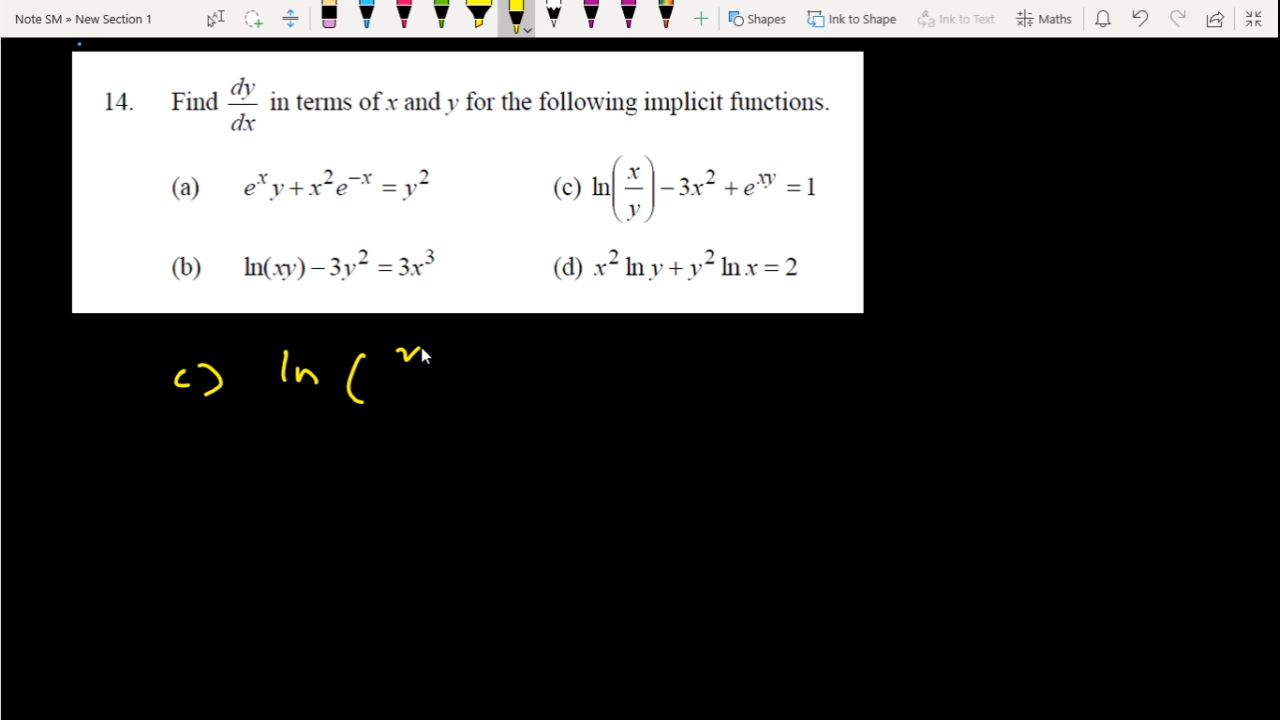 Note SM » New Section 1
Shapes Ink to Shape Ink to Text Maths
14. Find dy/dx in terms of x and y for the following implicit functions.
(a) e^x y + x^2 e^{-x} = y^2
(c) ln(x/y) - 3x^2 + e^{xy} = 1
(b) ln(xy) - 3y^2 = 3x^3
(d) x^2 ln y + y^2 ln x = 2
c) ln ( x